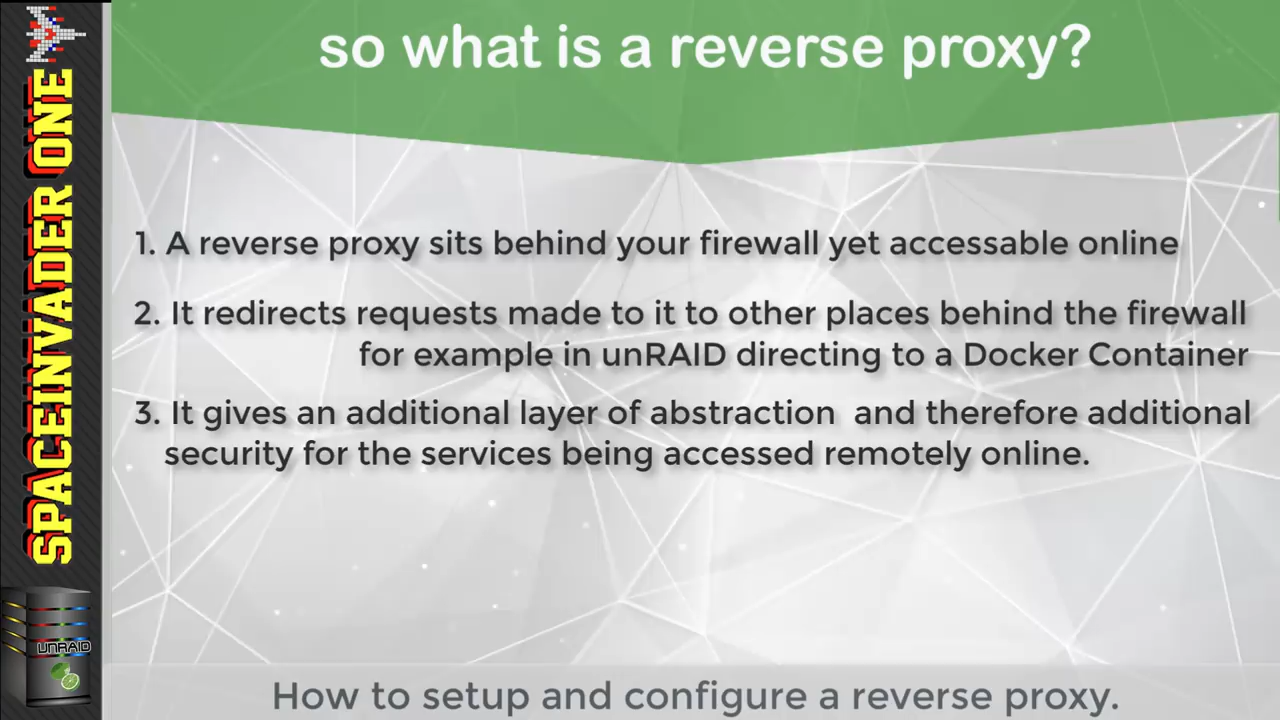 so what is a reverse proxy?
SPACEINVADER ONE
1. A reverse proxy sits behind your firewall yet accessable online
2. It redirects requests made to it to other places behind the firewall
for example in unRAID directing to a Docker Container
3. It gives an additional layer of abstraction and therefore additional
security for the services being accessed remotely online.
UNRAID
How to setup and configure a reverse proxy.